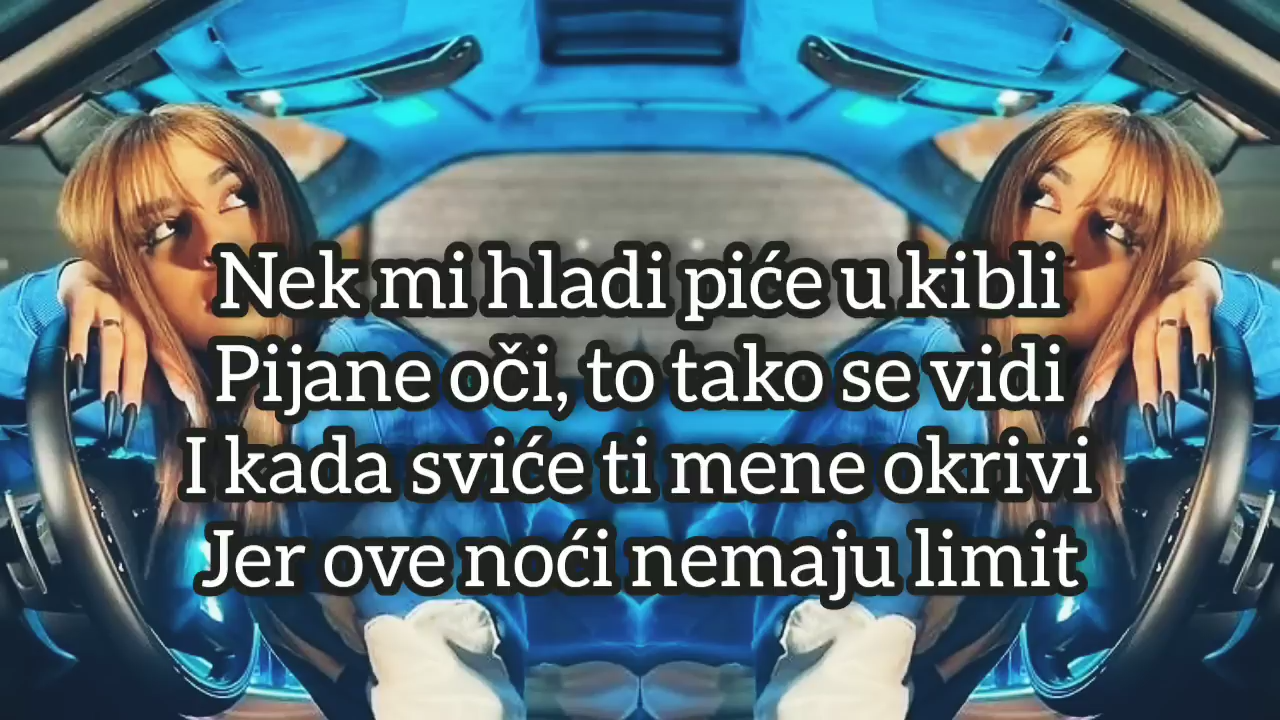 Nek mi hladi piće u kibli
Pijane oči, to tako se vidi
I kada sviće ti mene okrivi
Jer ove noći nemaju limit